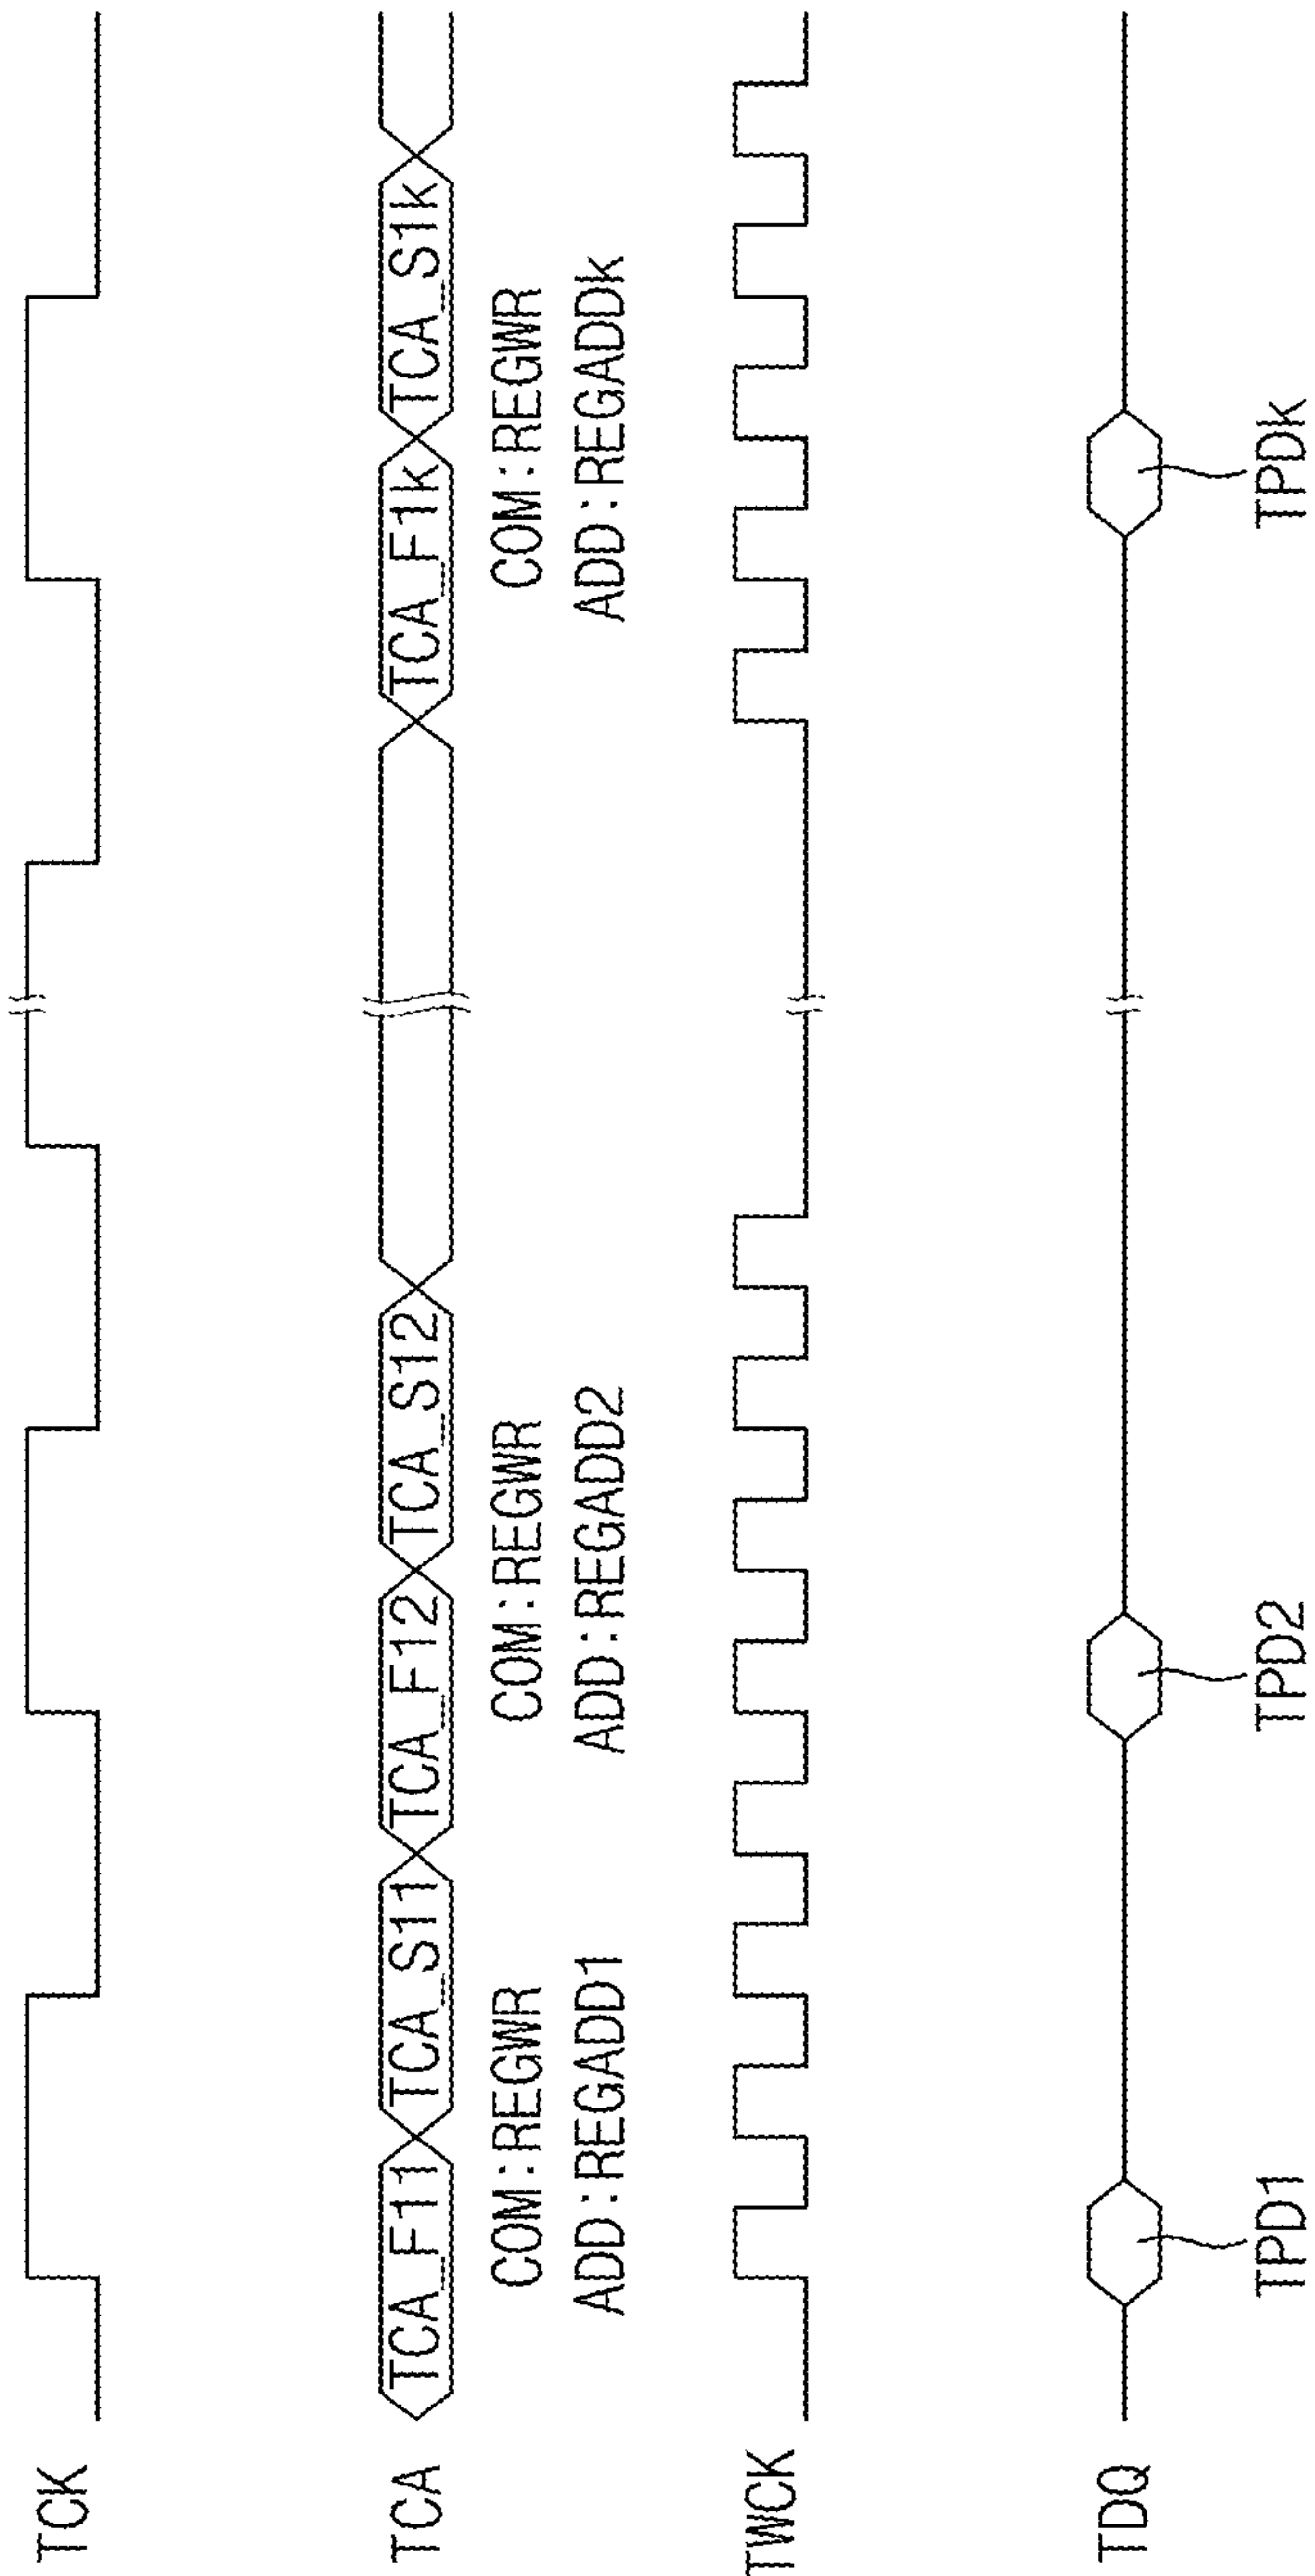 TCK
TCA
TCA_F11
TCA_S11
TCA_F12
TCA_S12
TCA_F1k
TCA_S1k
COM:REGWR
ADD:REGADD1
COM:REGWR
ADD:REGADD2
COM:REGWR
ADD:REGADDk
TWCK
TDQ
TPD1
TPD2
TPDk